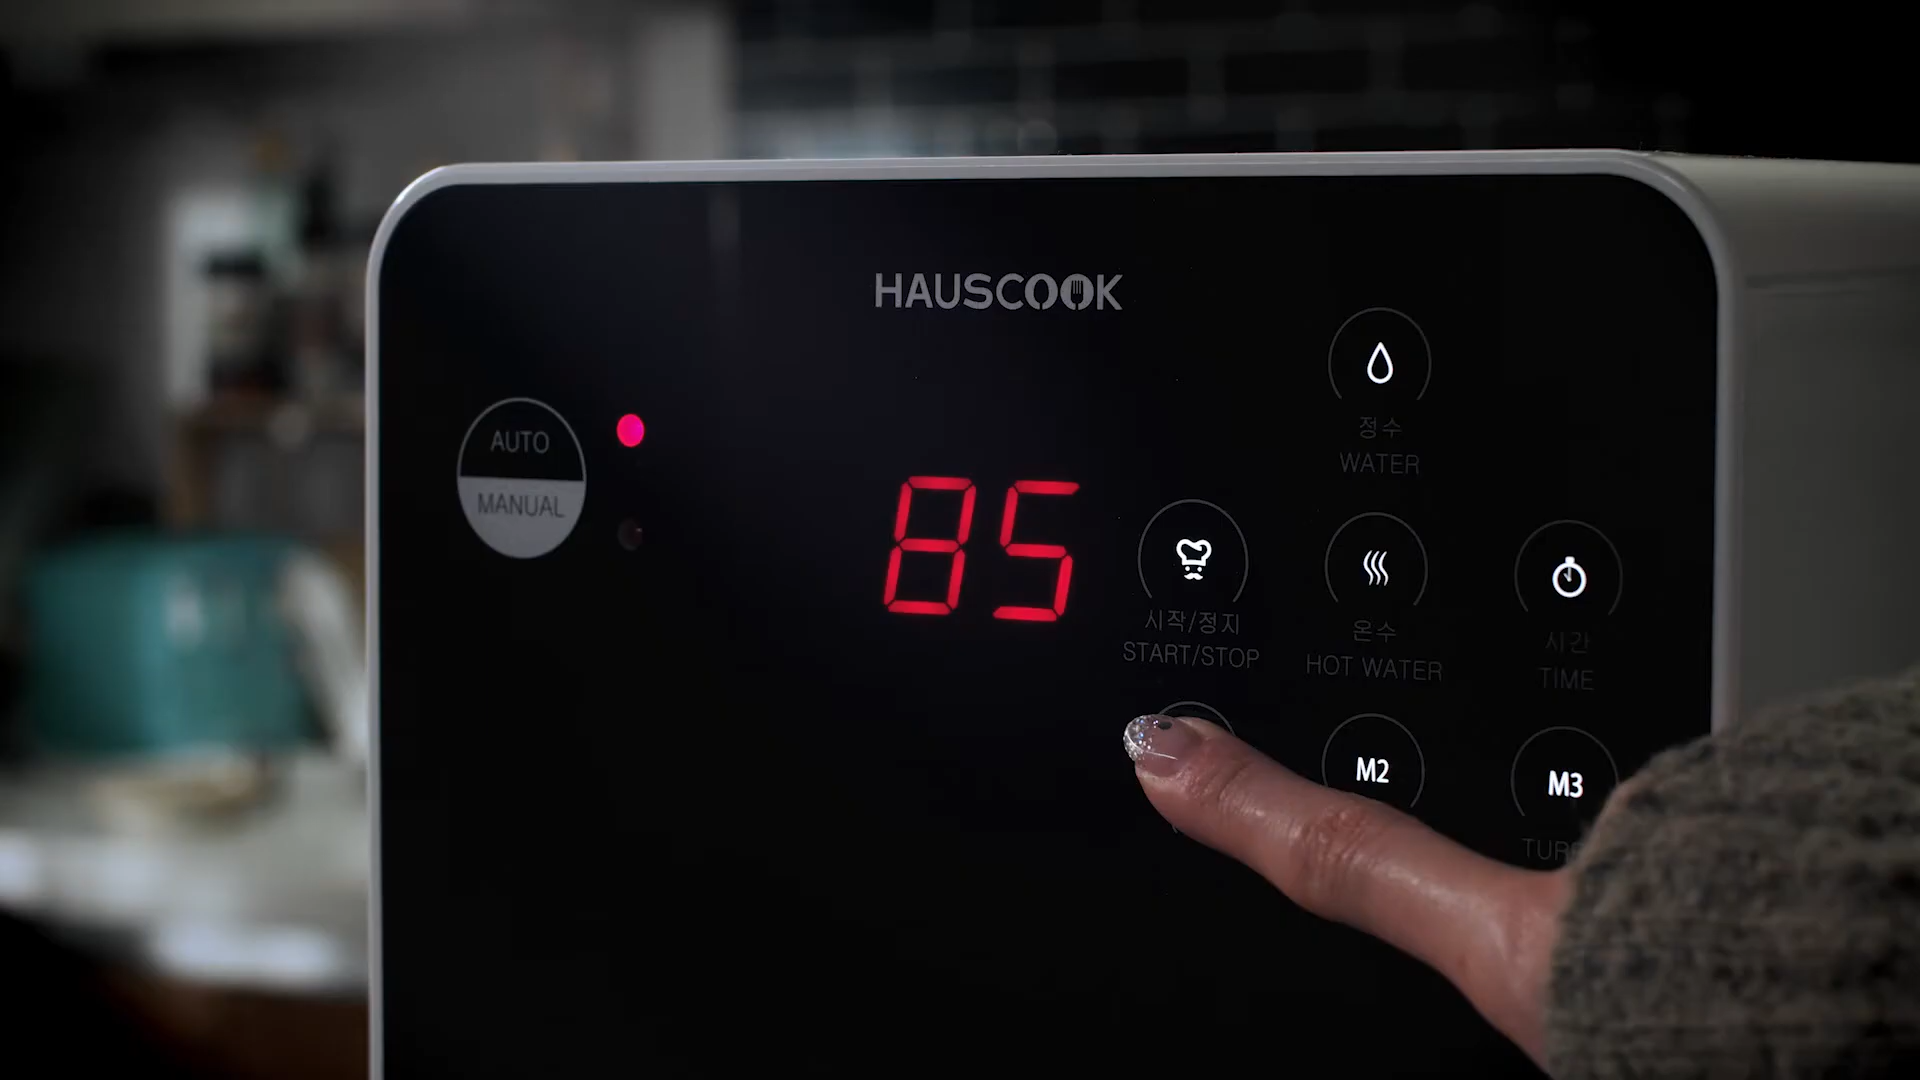 HAUSCOOK
AUTO
MANUAL
85
정수
WATER
시작/정지
START/STOP
온수
HOT WATER
시간
TIME
M2
M3